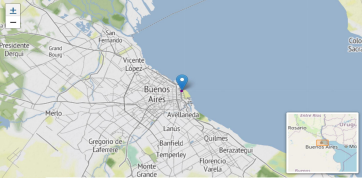 +
−
Presidente
Derqui
Grand
Bourg
San
Fernando
Vicente
López
Buenos
Aires
Merlo
Avellaneda
Lanus
Gregorio de
Laferrere
Banfield
Temperley
Quilmes
Berazategui
Florencio
Varela
Monte
Grande
Rosario
Buenos Aires